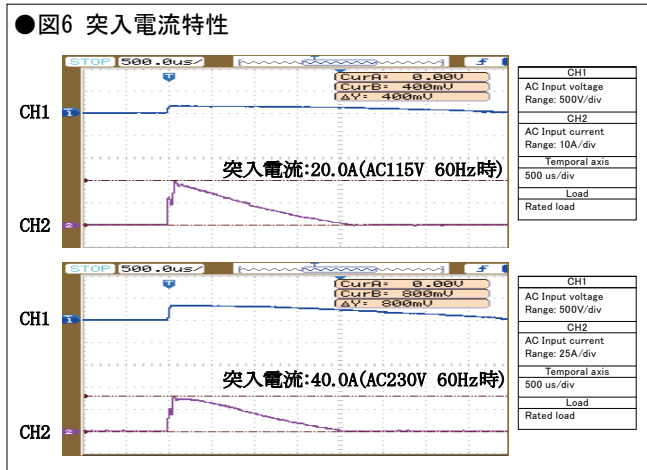 ●図6 突入電流特性
STOP 500.0us/
CurA= 0.00V
CurB= 400mV
ΔY= 400mV
CH1
突入電流:20.0A(AC115V 60Hz時)
CH2
CH1
AC Input voltage
Range: 500V/div
CH2
AC Input current
Range: 10A/div
Temporal axis
500 us/div
Load
Rated load
STOP 500.0us/
CurA= 0.00V
CurB= 800mV
ΔY= 800mV
CH1
突入電流:40.0A(AC230V 60Hz時)
CH2
CH1
AC Input voltage
Range: 500V/div
CH2
AC Input current
Range: 25A/div
Temporal axis
500 us/div
Load
Rated load